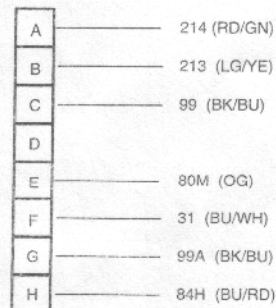 A 214 (RD/GN)
B 213 (LG/YE)
C 99 (BK/BU)
D
E 80M (OG)
F 31 (BU/WH)
G 99A (BK/BU)
H 84H (BU/RD)